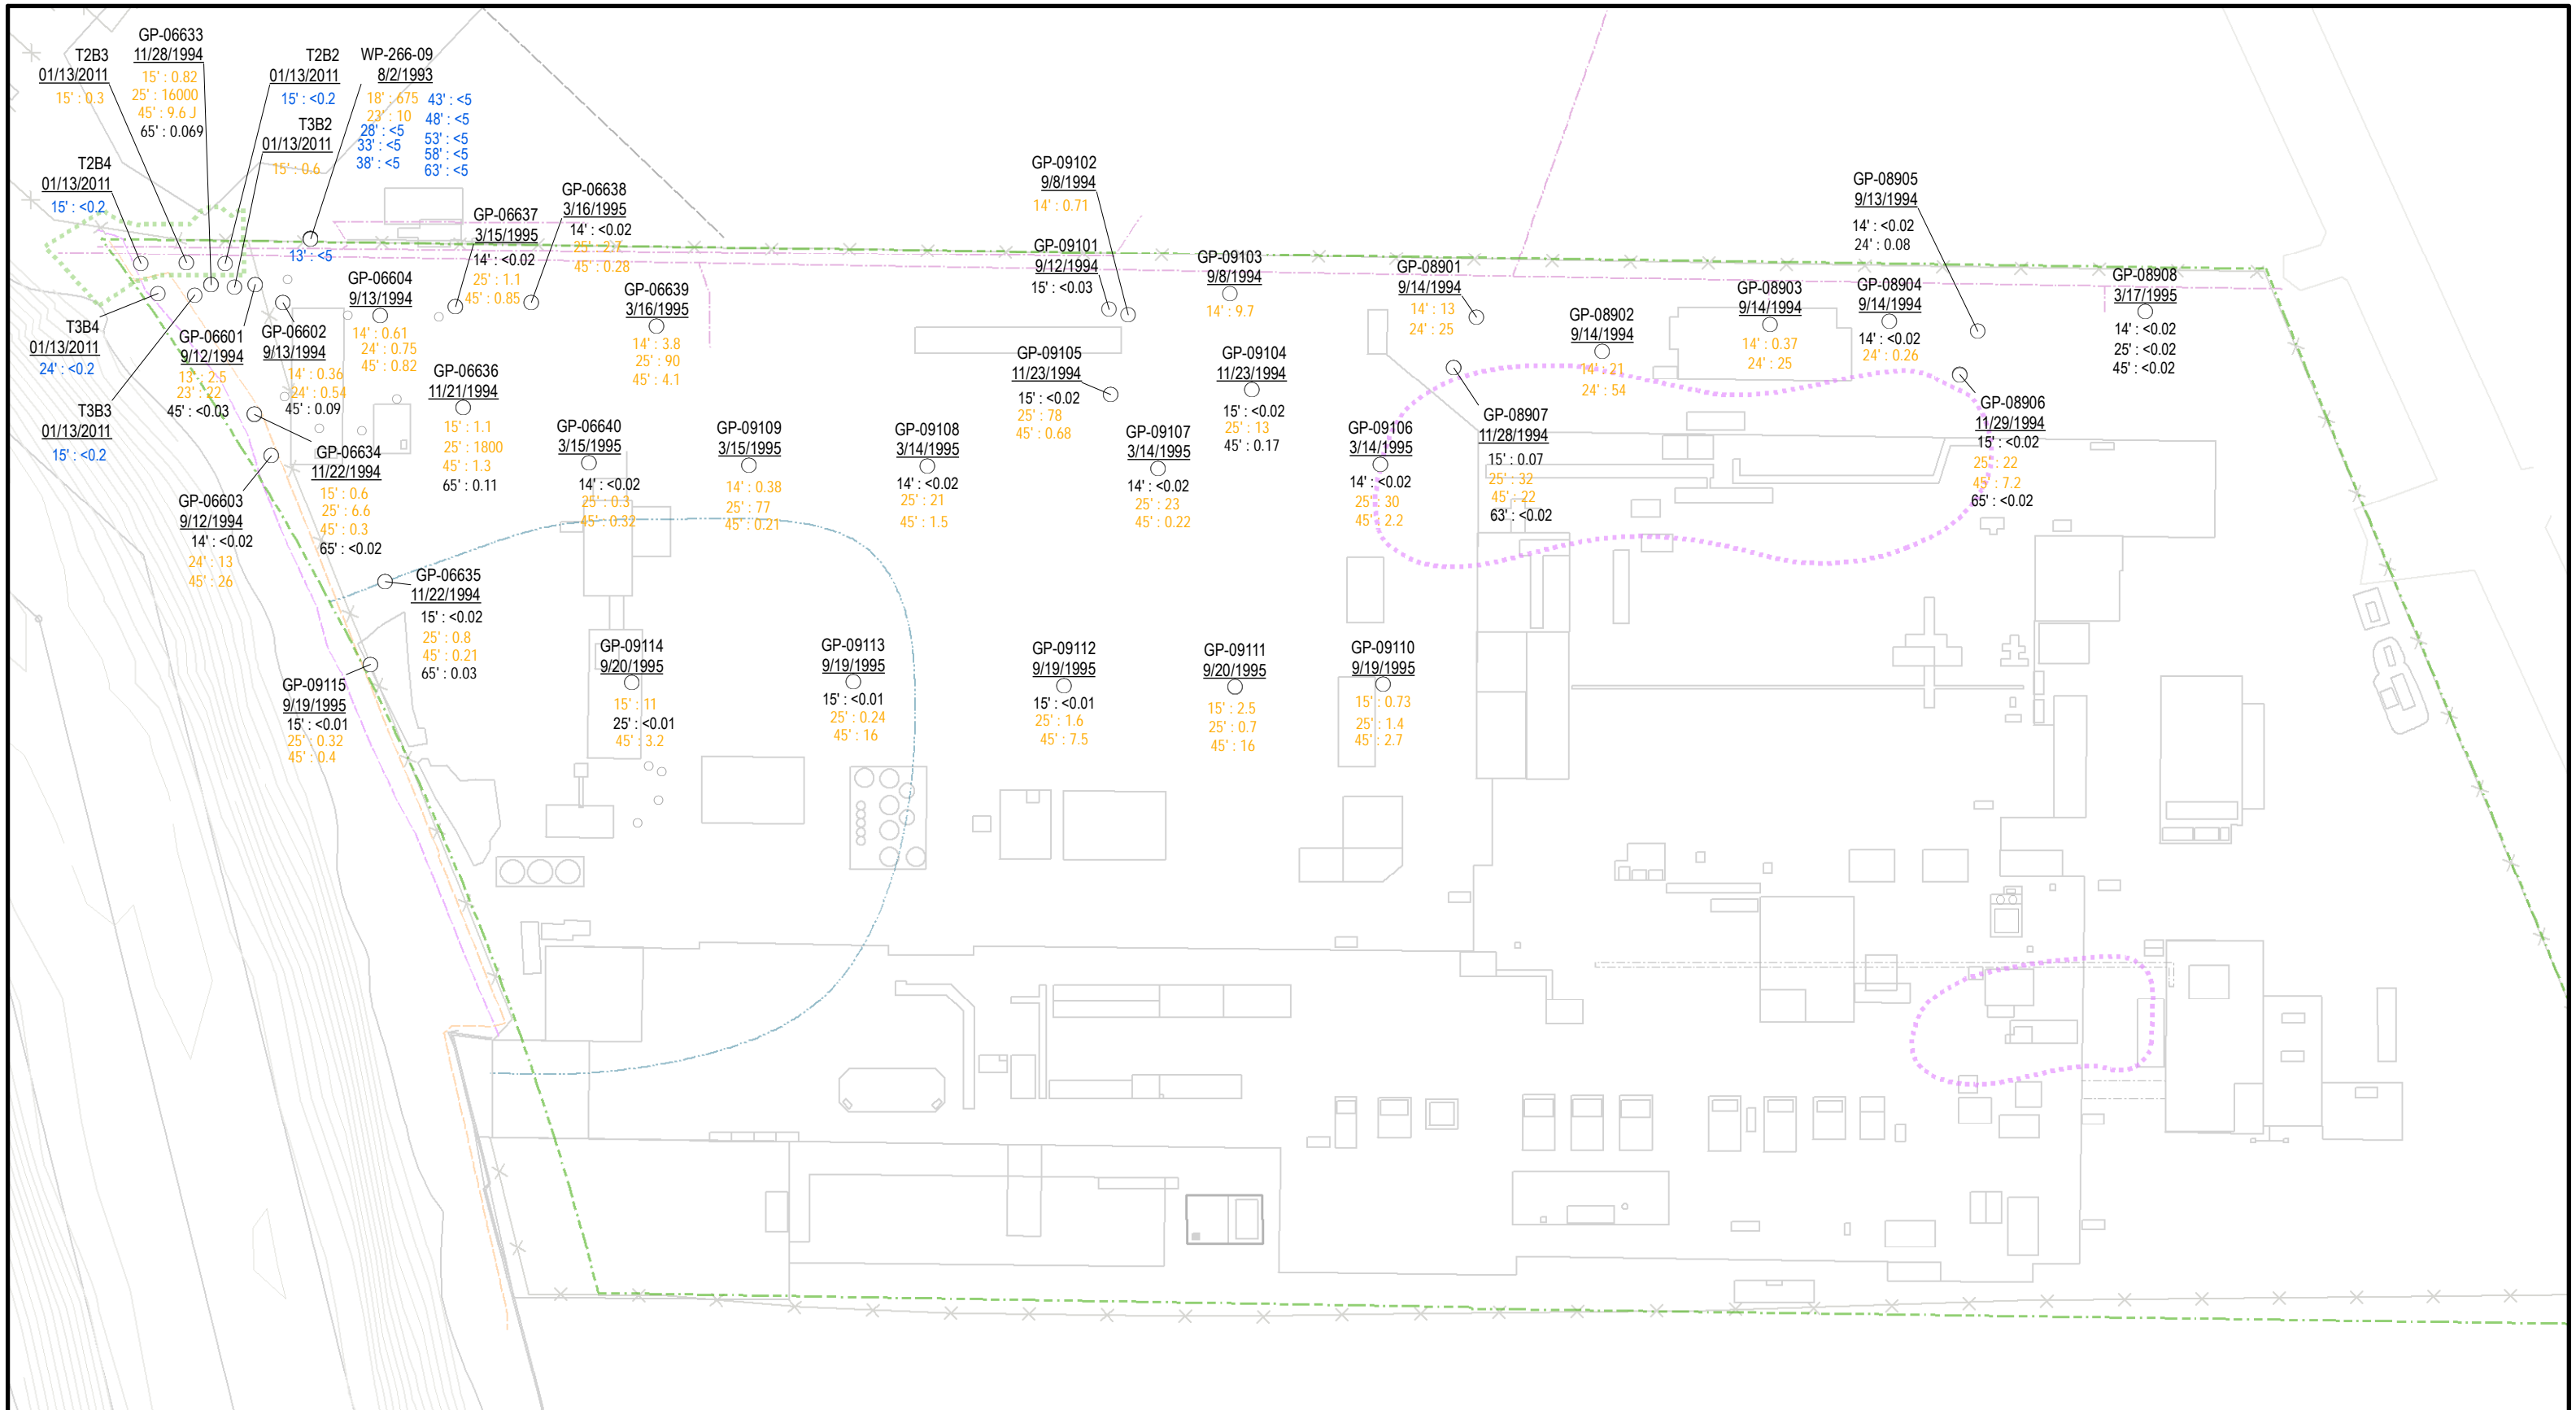 T2B3
01/13/2011
15' : 0.3
GP-06633
11/28/1994
15' : 0.82
25' : 16000
45' : 9.6 J
65' : 0.069
T2B2
01/13/2011
15' : <0.2
T3B2
01/13/2011
15' : 0.6
WP-266-09
8/2/1993
18' : 675
23' : 10
28' : <5
33' : <5
38' : <5
43' : <5
48' : <5
53' : <5
58' : <5
63' : <5
13' : <5
T2B4
01/13/2011
15' : <0.2
GP-06637
3/15/1995
14' : <0.02
25' : 1.1
45' : 0.85
GP-06638
3/16/1995
14' : <0.02
25' : 2.7
45' : 0.28
GP-09102
9/8/1994
14' : 0.71
GP-09101
9/12/1994
15' : <0.03
GP-09103
9/8/1994
14' : 9.7
GP-08901
9/14/1994
14' : 13
24' : 25
GP-08905
9/13/1994
14' : <0.02
24' : 0.08
GP-08902
9/14/1994
14' : 21
24' : 54
GP-08903
9/14/1994
14' : 0.37
24' : 25
GP-08904
9/14/1994
14' : <0.02
24' : 0.26
GP-08908
3/17/1995
14' : <0.02
25' : <0.02
45' : <0.02
T3B4
01/13/2011
24' : <0.2
T3B3
01/13/2011
15' : <0.2
GP-06601
9/12/1994
13' : 2.5
23' : 22
45' : <0.03
GP-06602
9/13/1994
14' : 0.36
24' : 0.54
45' : 0.09
GP-06604
9/13/1994
14' : 0.61
24' : 0.75
45' : 0.82
GP-06639
3/16/1995
14' : 3.8
25' : 90
45' : 4.1
GP-06636
11/21/1994
15' : 1.1
25' : 1800
45' : 1.3
65' : 0.11
GP-09105
11/23/1994
15' : <0.02
25' : 78
45' : 0.68
GP-09104
11/23/1994
15' : <0.02
25' : 13
45' : 0.17
GP-08907
11/28/1994
15' : 0.07
25' : 32
45' : 22
63' : <0.02
GP-08906
11/29/1994
15' : <0.02
25' : 22
45' : 7.2
65' : <0.02
GP-06634
11/22/1994
15' : 0.6
25' : 6.6
45' : 0.3
65' : <0.02
GP-06640
3/15/1995
14' : <0.02
25' : 0.3
45' : 0.32
GP-09109
3/15/1995
14' : 0.38
25' : 77
45' : 0.21
GP-09108
3/14/1995
14' : <0.02
25' : 21
45' : 1.5
GP-09107
3/14/1995
14' : <0.02
25' : 23
45' : 0.22
GP-09106
3/14/1995
14' : <0.02
25' : 30
45' : 2.2
GP-06603
9/12/1994
14' : <0.02
24' : 13
45' : 26
GP-06635
11/22/1994
15' : <0.02
25' : 0.8
45' : 0.21
65' : 0.03
GP-09115
9/19/1995
15' : <0.01
25' : 0.32
45' : 0.4
GP-09114
9/20/1995
15' : 11
25' : <0.01
45' : 3.2
GP-09113
9/19/1995
15' : <0.01
25' : 0.24
45' : 16
GP-09112
9/19/1995
15' : <0.01
25' : 1.6
45' : 7.5
GP-09111
9/20/1995
15' : 2.5
25' : 0.7
45' : 16
GP-09110
9/19/1995
15' : 0.73
25' : 1.4
45' : 2.7